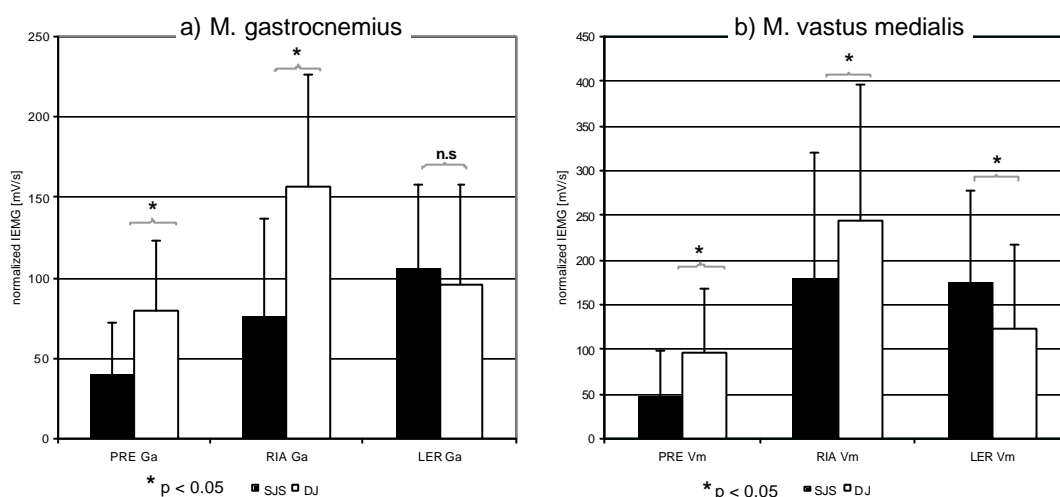 a) M. gastrocnemius
250
200
150
100
50
0
normalized IEMG [mV/s]
*
*
n.s
PRE Ga RIA Ga LER Ga
* p < 0.05 SJS DJ
b) M. vastus medialis
450
400
350
300
250
200
150
100
50
0
normalized IEMG [mV/s]
*
*
*
PRE Vm RIA Vm LER Vm
* p < 0.05 SJS DJ